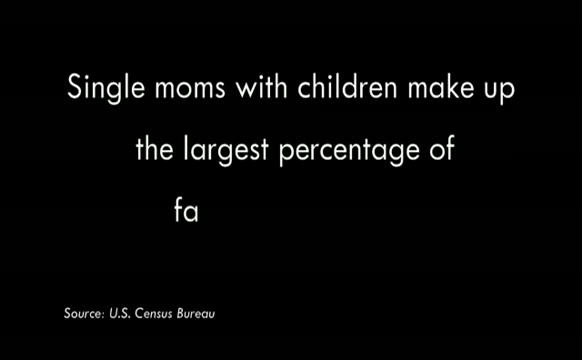 Single moms with children make up
the largest percentage of
fa
Source: U.S. Census Bureau